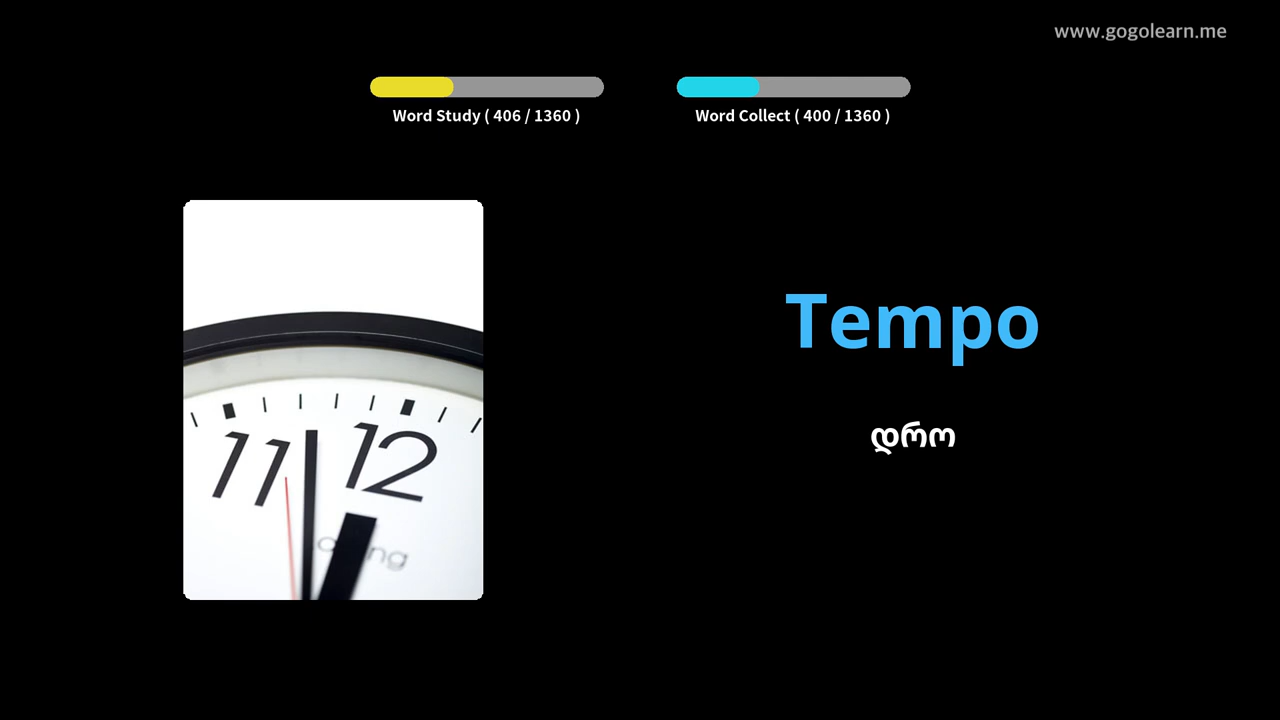 www.gogolearn.me
Word Study ( 406 / 1360 )
Word Collect ( 400 / 1360 )
11
12
Tempo
დრო